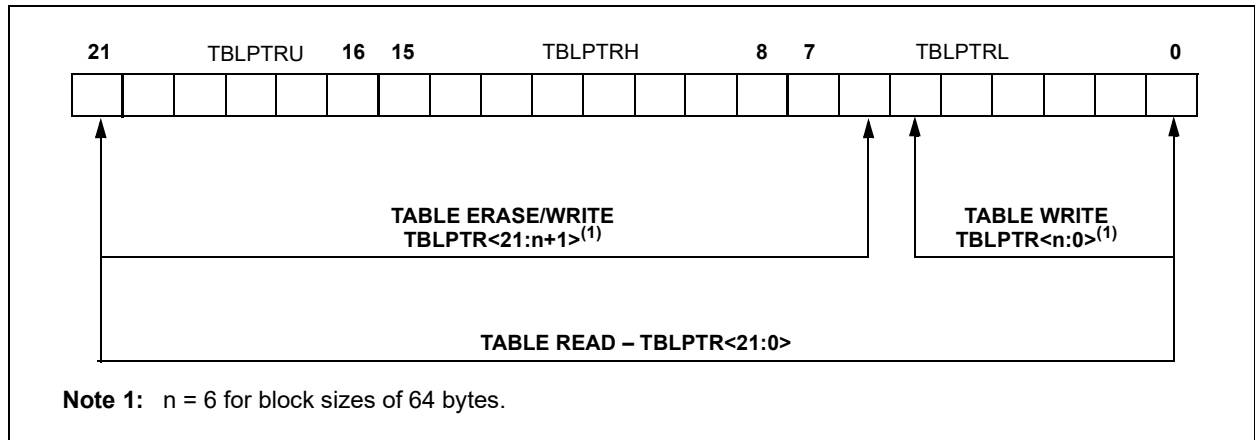 21 TBLPTRU 16 15 TBLPTRH 8 7 TBLPTRL 0
TABLE ERASE/WRITE
TBLPTR<21:n+1>(1)
TABLE WRITE
TBLPTR<n:0>(1)
TABLE READ – TBLPTR<21:0>
Note 1: n = 6 for block sizes of 64 bytes.